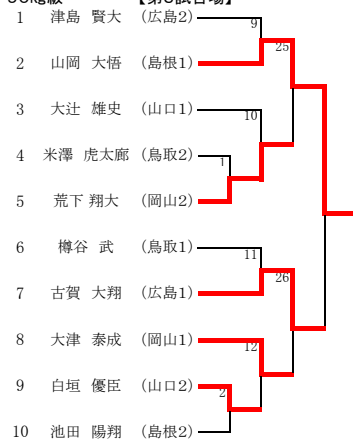 1 津島 賢大 (広島2)
9
25
2 山岡 大悟 (島根1)
3 大辻 雄史 (山口1)
10
4 米澤 虎太廊 (鳥取2)
1
5 荒下 翔大 (岡山2)
6 樽谷 武 (鳥取1)
11
26
7 古賀 大翔 (広島1)
8 大津 泰成 (岡山1)
12
9 白垣 優臣 (山口2)
2
10 池田 陽翔 (島根2)